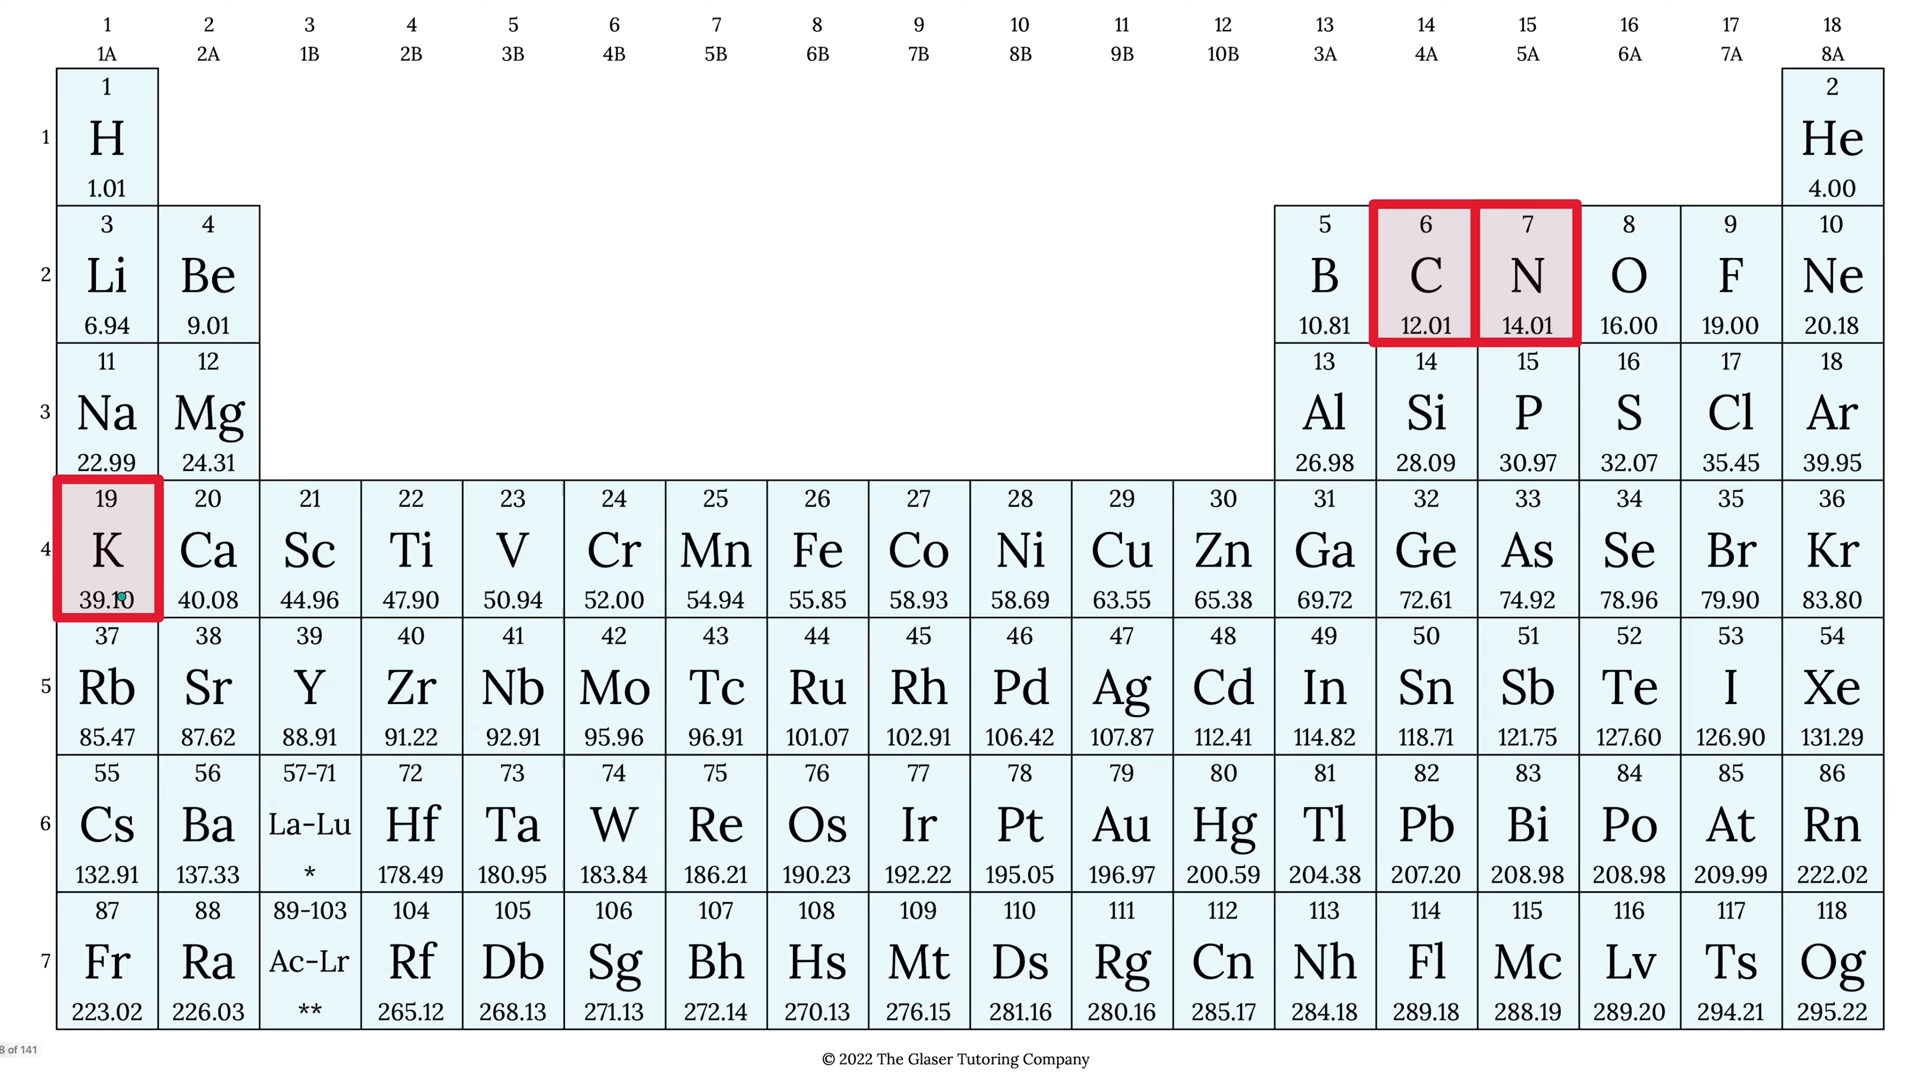 1 2 3 4 5 6 7 8 9 10 11 12 13 14 15 16 17 18
1A 2A 1B 2B 3B 4B 5B 6B 7B 8B 9B 10B 3A 4A 5A 6A 7A 8A
1 2
1 H He
1.01 4.00
3 4 5 6 7 8 9 10
2 Li Be B C N O F Ne
6.94 9.01 10.81 12.01 14.01 16.00 19.00 20.18
11 12 13 14 15 16 17 18
3 Na Mg Al Si P S Cl Ar
22.99 24.31 26.98 28.09 30.97 32.07 35.45 39.95
19 20 21 22 23 24 25 26 27 28 29 30 31 32 33 34 35 36
4 K Ca Sc Ti V Cr Mn Fe Co Ni Cu Zn Ga Ge As Se Br Kr
39.10 40.08 44.96 47.90 50.94 52.00 54.94 55.85 58.93 58.69 63.55 65.38 69.72 72.61 74.92 78.96 79.90 83.80
37 38 39 40 41 42 43 44 45 46 47 48 49 50 51 52 53 54
5 Rb Sr Y Zr Nb Mo Tc Ru Rh Pd Ag Cd In Sn Sb Te I Xe
85.47 87.62 88.91 91.22 92.91 95.96 96.91 101.07 102.91 106.42 107.87 112.41 114.82 118.71 121.75 127.60 126.90 131.29
55 56 57-71 72 73 74 75 76 77 78 79 80 81 82 83 84 85 86
6 Cs Ba La-Lu Hf Ta W Re Os Ir Pt Au Hg Tl Pb Bi Po At Rn
132.91 137.33 * 178.49 180.95 183.84 186.21 190.23 192.22 195.05 196.97 200.59 204.38 207.20 208.98 208.98 209.99 222.02
87 88 89-103 104 105 106 107 108 109 110 111 112 113 114 115 116 117 118
7 Fr Ra Ac-Lr Rf Db Sg Bh Hs Mt Ds Rg Cn Nh Fl Mc Lv Ts Og
223.02 226.03 ** 265.12 268.13 271.13 272.14 270.13 276.15 281.16 280.16 285.17 284.18 289.18 288.19 289.20 294.21 295.22
8 of 141
© 2022 The Glaser Tutoring Company